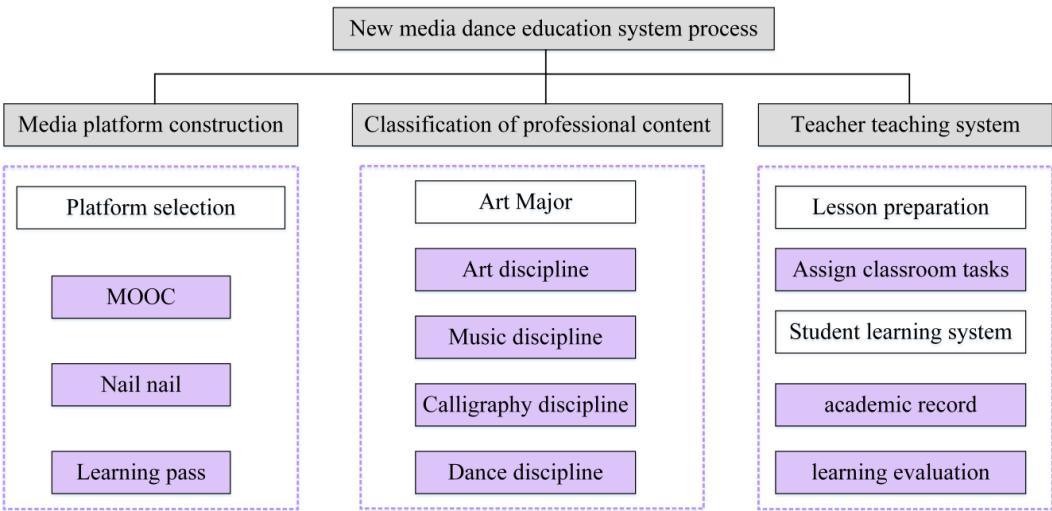 New media dance education system process
Media platform construction
Classification of professional content
Teacher teaching system
Platform selection
MOOC
Nail nail
Learning pass
Art Major
Art discipline
Music discipline
Calligraphy discipline
Dance discipline
Lesson preparation
Assign classroom tasks
Student learning system
academic record
learning evaluation